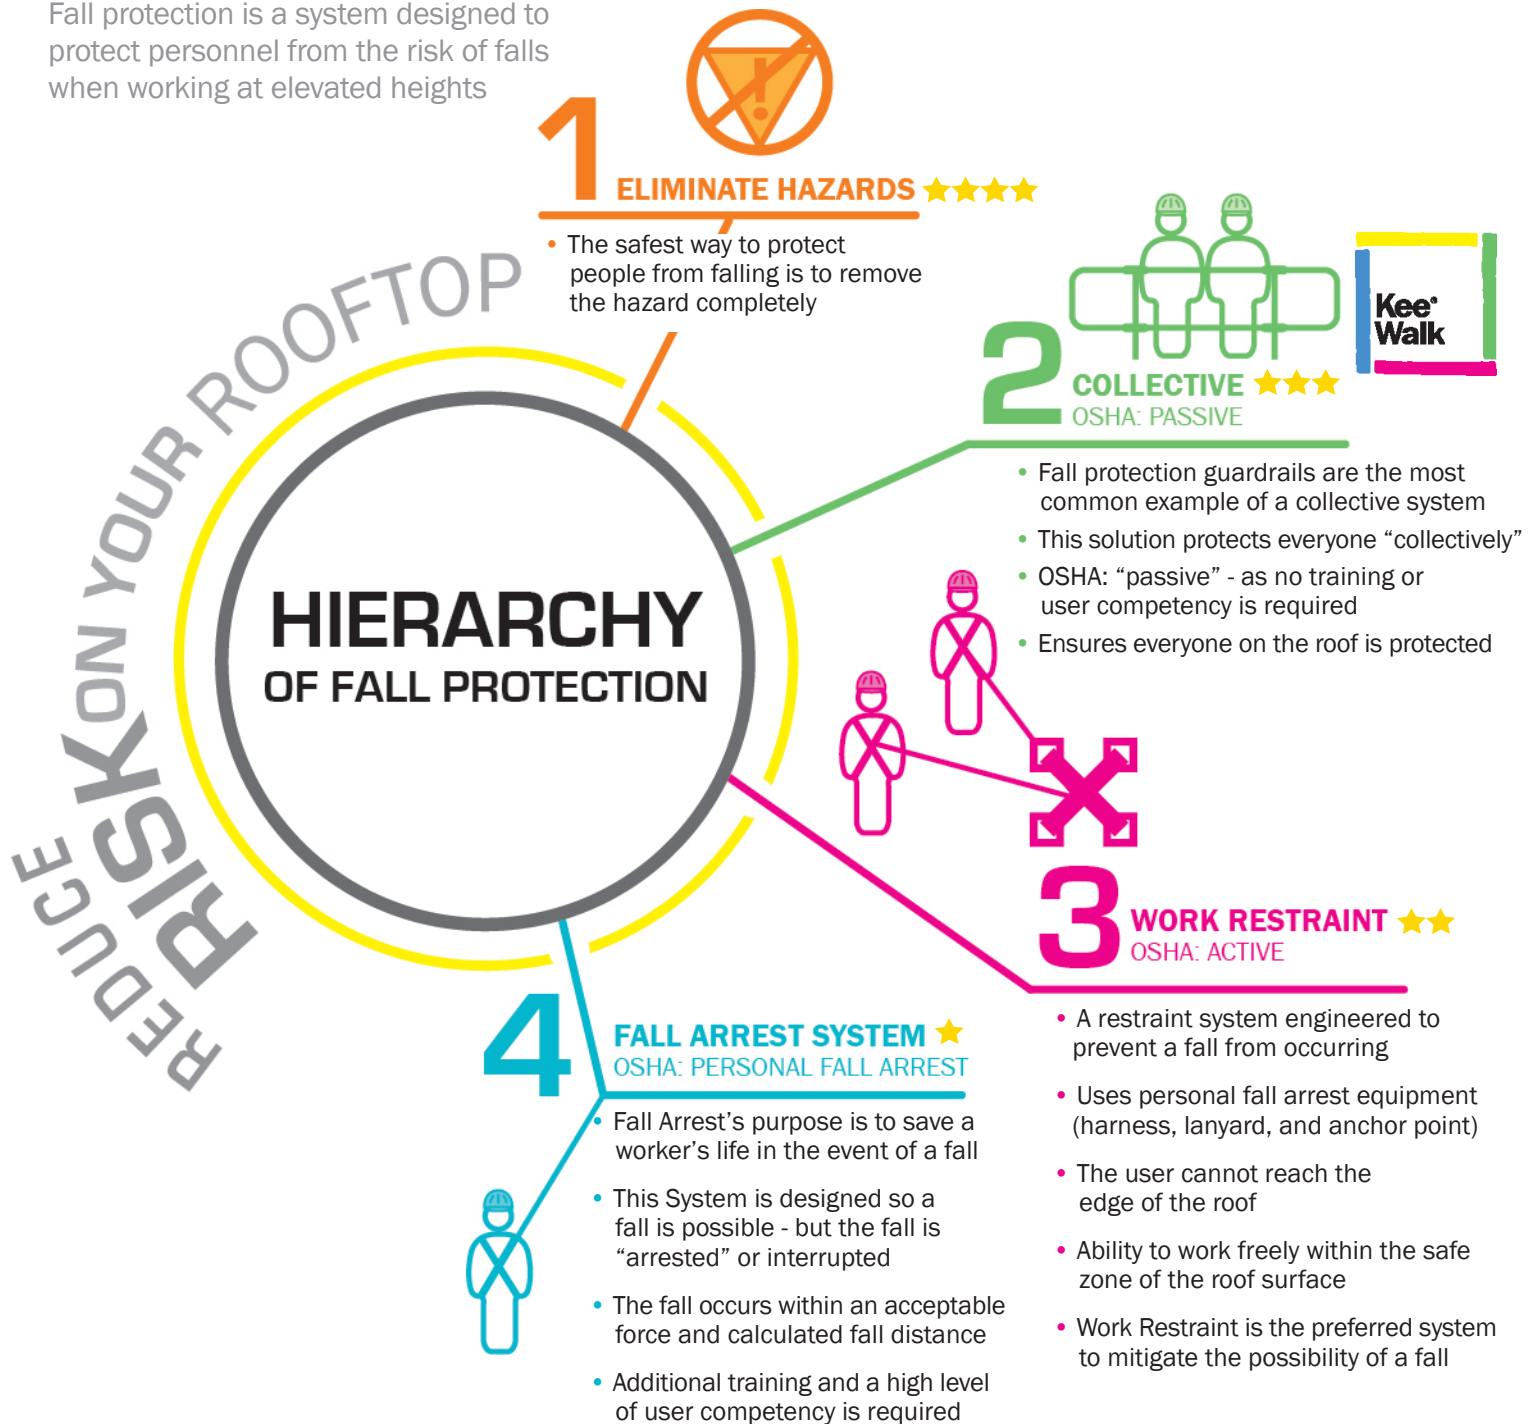 Fall protection is a system designed to
protect personnel from the risk of falls
when working at elevated heights
REDUCE
RISK ON YOUR ROOFTOP
HIERARCHY
OF FALL PROTECTION
1
ELIMINATE HAZARDS
• The safest way to protect
people from falling is to remove
the hazard completely
2
COLLECTIVE
OSHA: PASSIVE
Kee®
Walk
• Fall protection guardrails are the most
common example of a collective system
• This solution protects everyone “collectively”
• OSHA: “passive” - as no training or
user competency is required
• Ensures everyone on the roof is protected
3
WORK RESTRAINT
OSHA: ACTIVE
• A restraint system engineered to
prevent a fall from occurring
• Uses personal fall arrest equipment
(harness, lanyard, and anchor point)
• The user cannot reach the
edge of the roof
• Ability to work freely within the safe
zone of the roof surface
• Work Restraint is the preferred system
to mitigate the possibility of a fall
4
FALL ARREST SYSTEM
OSHA: PERSONAL FALL ARREST
• Fall Arrest’s purpose is to save a
worker’s life in the event of a fall
• This System is designed so a
fall is possible - but the fall is
“arrested” or interrupted
• The fall occurs within an acceptable
force and calculated fall distance
• Additional training and a high level
of user competency is required